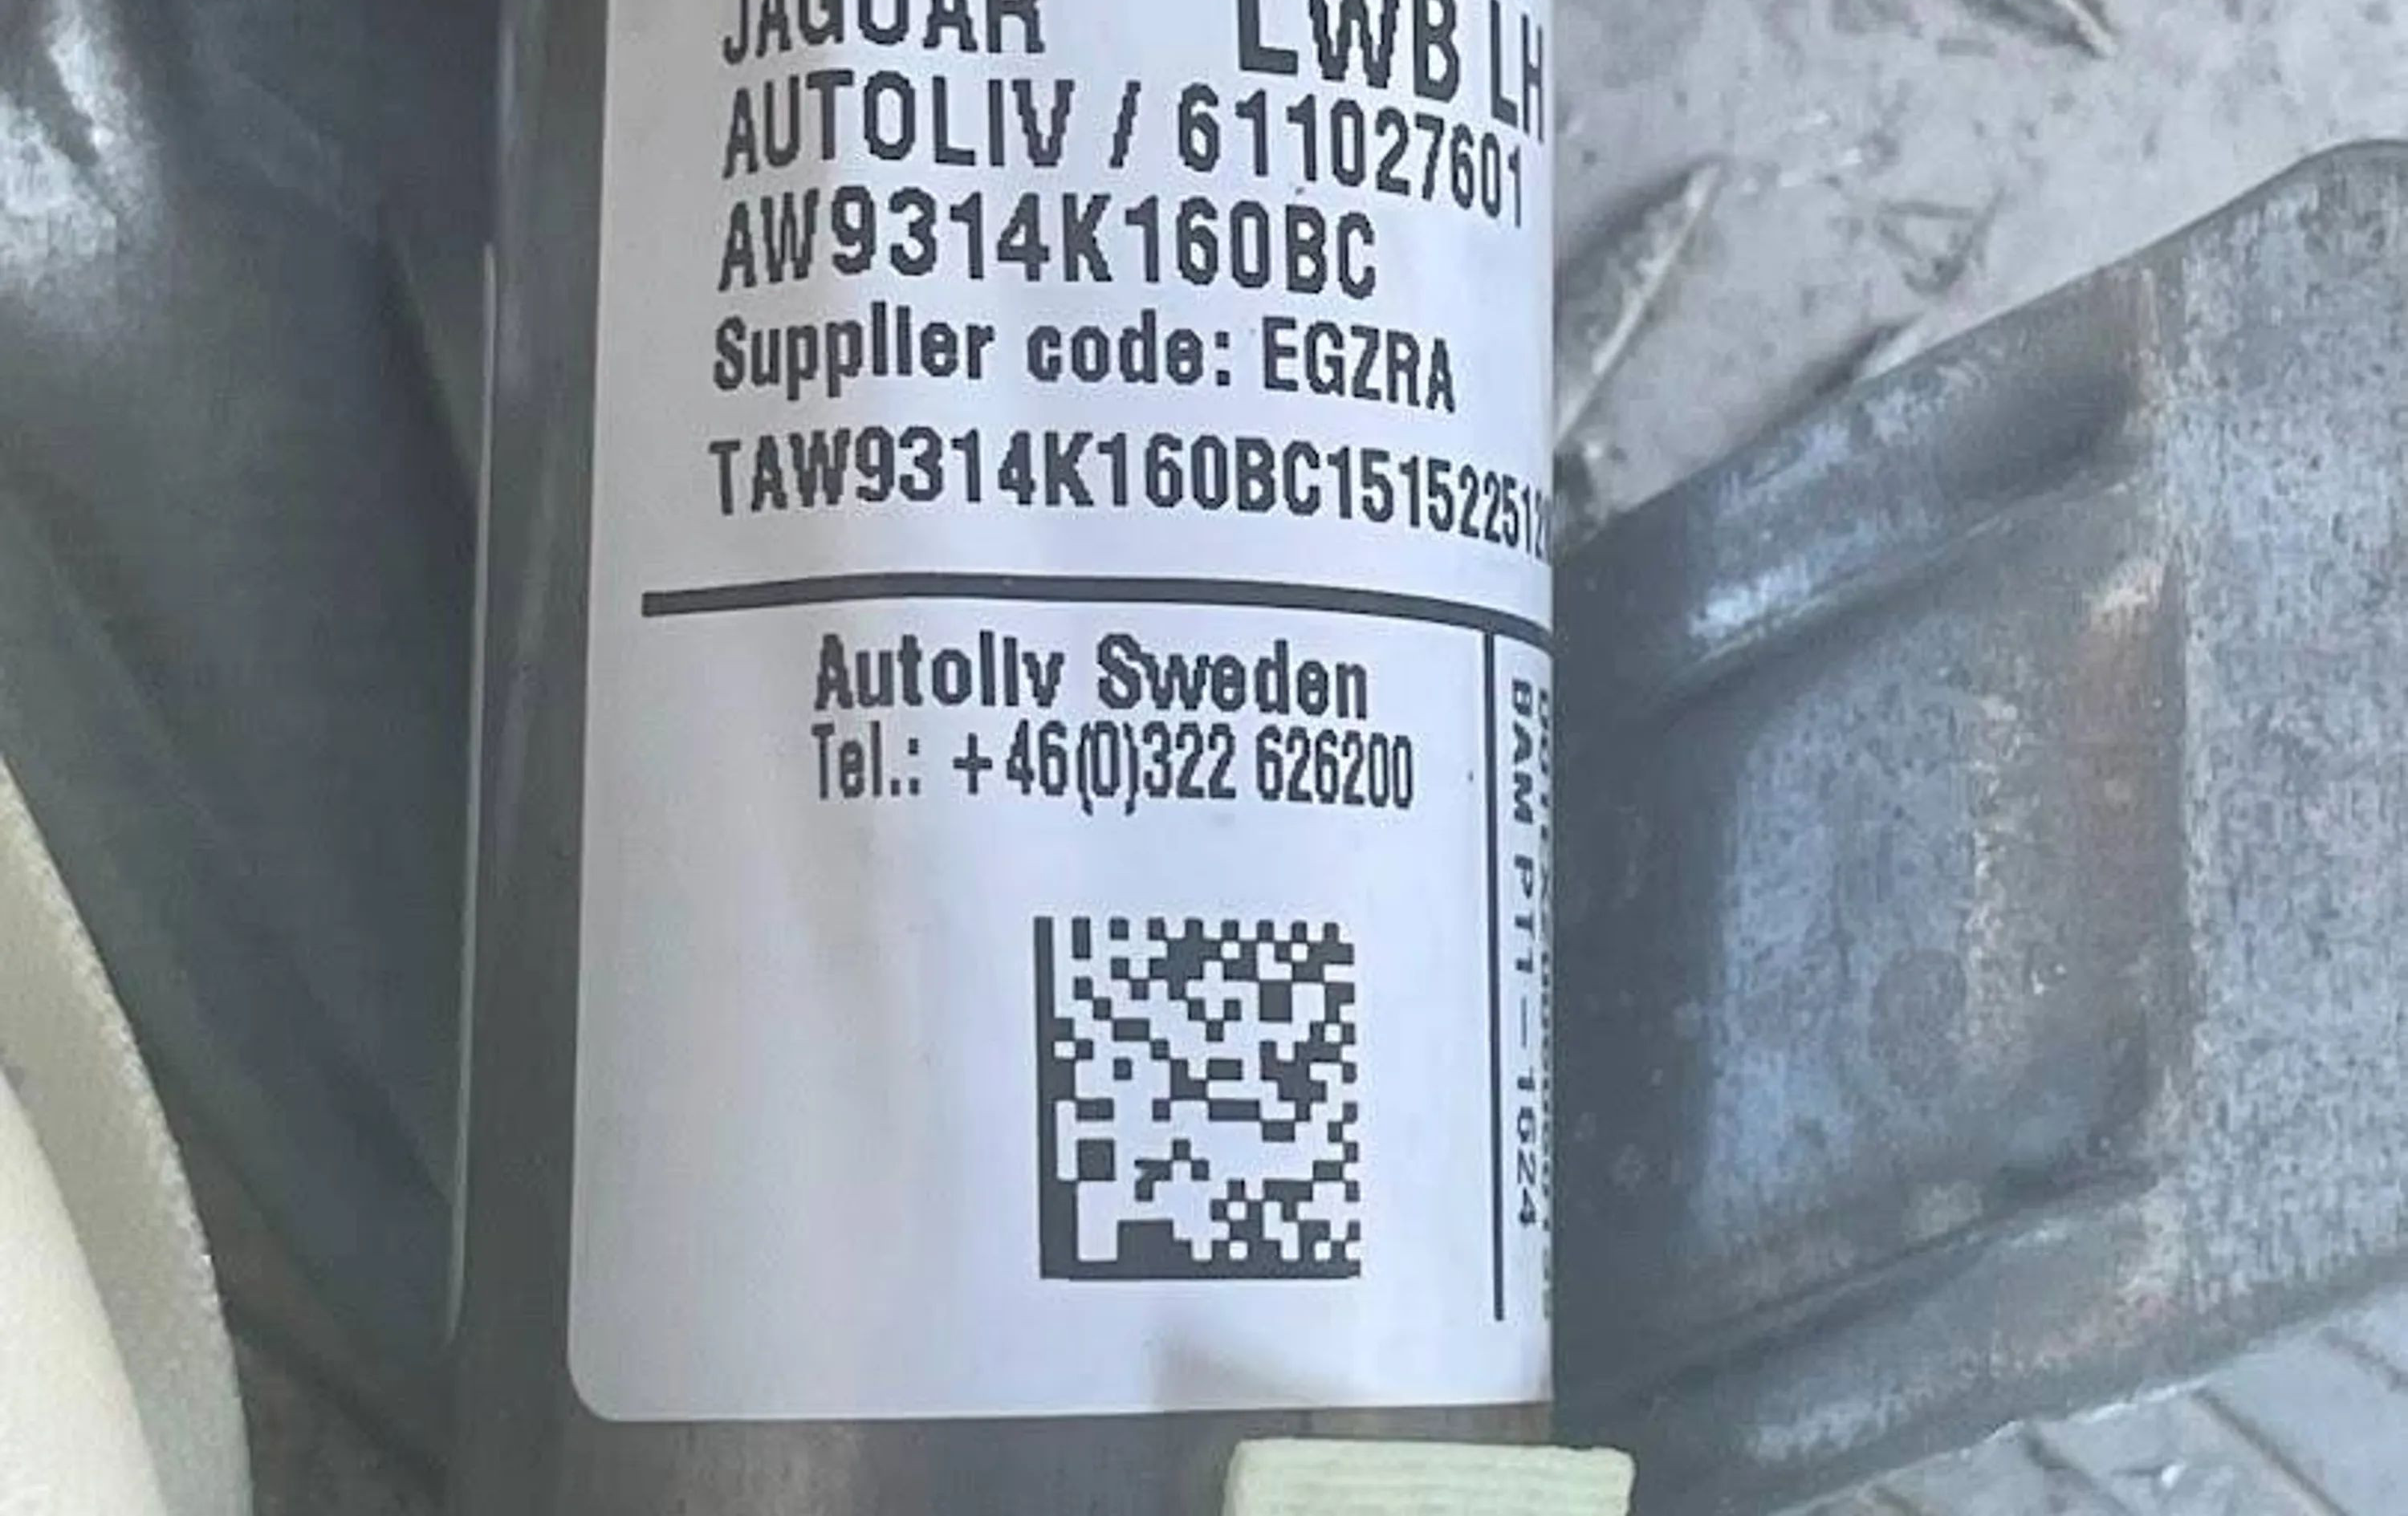 JAGUAR LWB LH
AUTOLIV / 611027601
AW9314K160BC
Supplier code: EGZRA
TAW9314K160BC15152251
Autoliv Sweden
Tel.: +46(0)322 626200
BAM PT1-1624